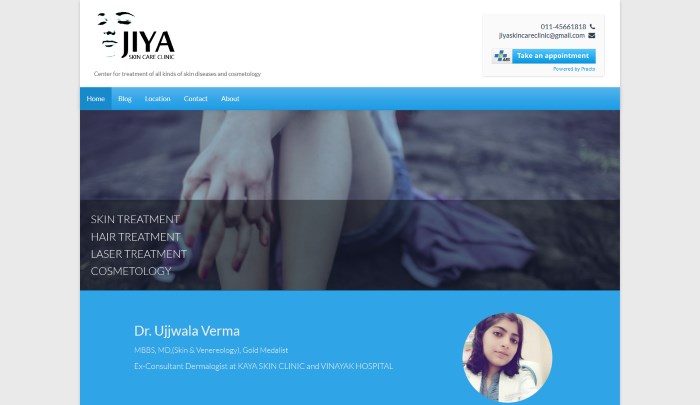 JIYA
SKIN CARE CLINIC
Center for treatment of all kinds of skin diseases and cosmetology
011-45661818
jiyaskincareclinic@gmail.com
Take an appointment
Powered by Presto
Home Blog Location Contact About
SKIN TREATMENT
HAIR TREATMENT
LASER TREATMENT
COSMETOLOGY
Dr. Ujjwala Verma
MBBS, MD,(Skin & Venereology), Gold Medalist
Ex-Consultant Dermalogist at KAYA SKIN CLINIC and VINAYAK HOSPITAL